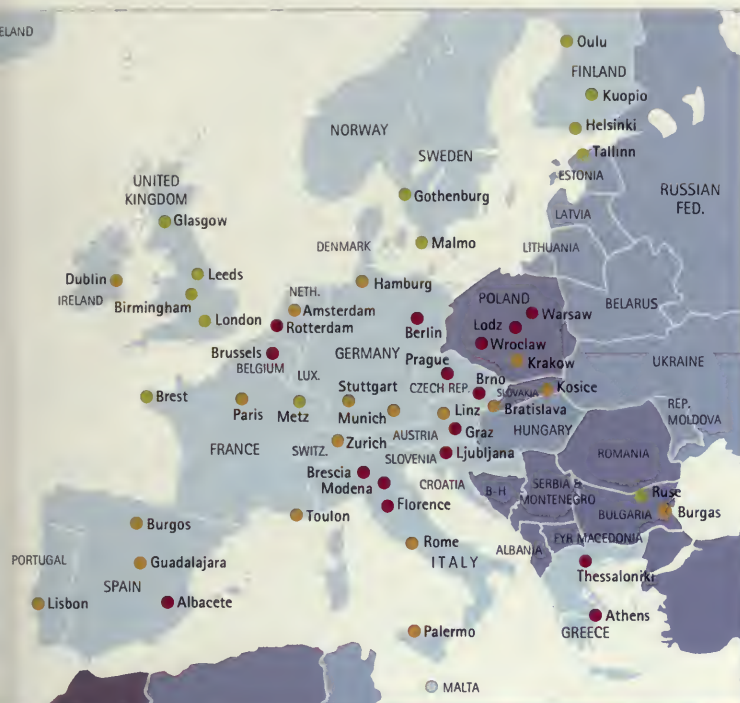 ELAND
Oulu
FINLAND
Kuopio
NORWAY
Helsinki
SWEDEN
Tallinn
ESTONIA
UNITED
KINGDOM
Gothenburg
RUSSIAN
FED.
Glasgow
LATVIA
DENMARK
Malmo
LITHUANIA
Dublin
Leeds
Hamburg
IRELAND
Birmingham
NETH.
POLAND
BELARUS
Amsterdam
Warsaw
London
Rotterdam
Berlin
Lodz
Wroclaw
Brussels
GERMANY
Prague
Krakow
UKRAINE
BELGIUM
LUX.
Brno
CZECH REP.
SLOVAKIA
Kosice
Brest
Paris
Metz
Stuttgart
Munich
Linz
Bratislava
REP.
MOLDOVA
FRANCE
SWITZ.
Zurich
AUSTRIA
Graz
HUNGARY
SLOVENIA
Ljubljana
ROMANIA
Brescia
Modena
CROATIA
B-H
SERBIA &
MONTENEGRO
Ruse
Florence
BULGARIA
Burgas
Burgos
Toulon
Rome
ALBANIA
FYR MACEDONIA
PORTUGAL
Guadalajara
ITALY
SPAIN
Thessaloniki
Lisbon
Albacete
Athens
Palermo
GREECE
MALTA